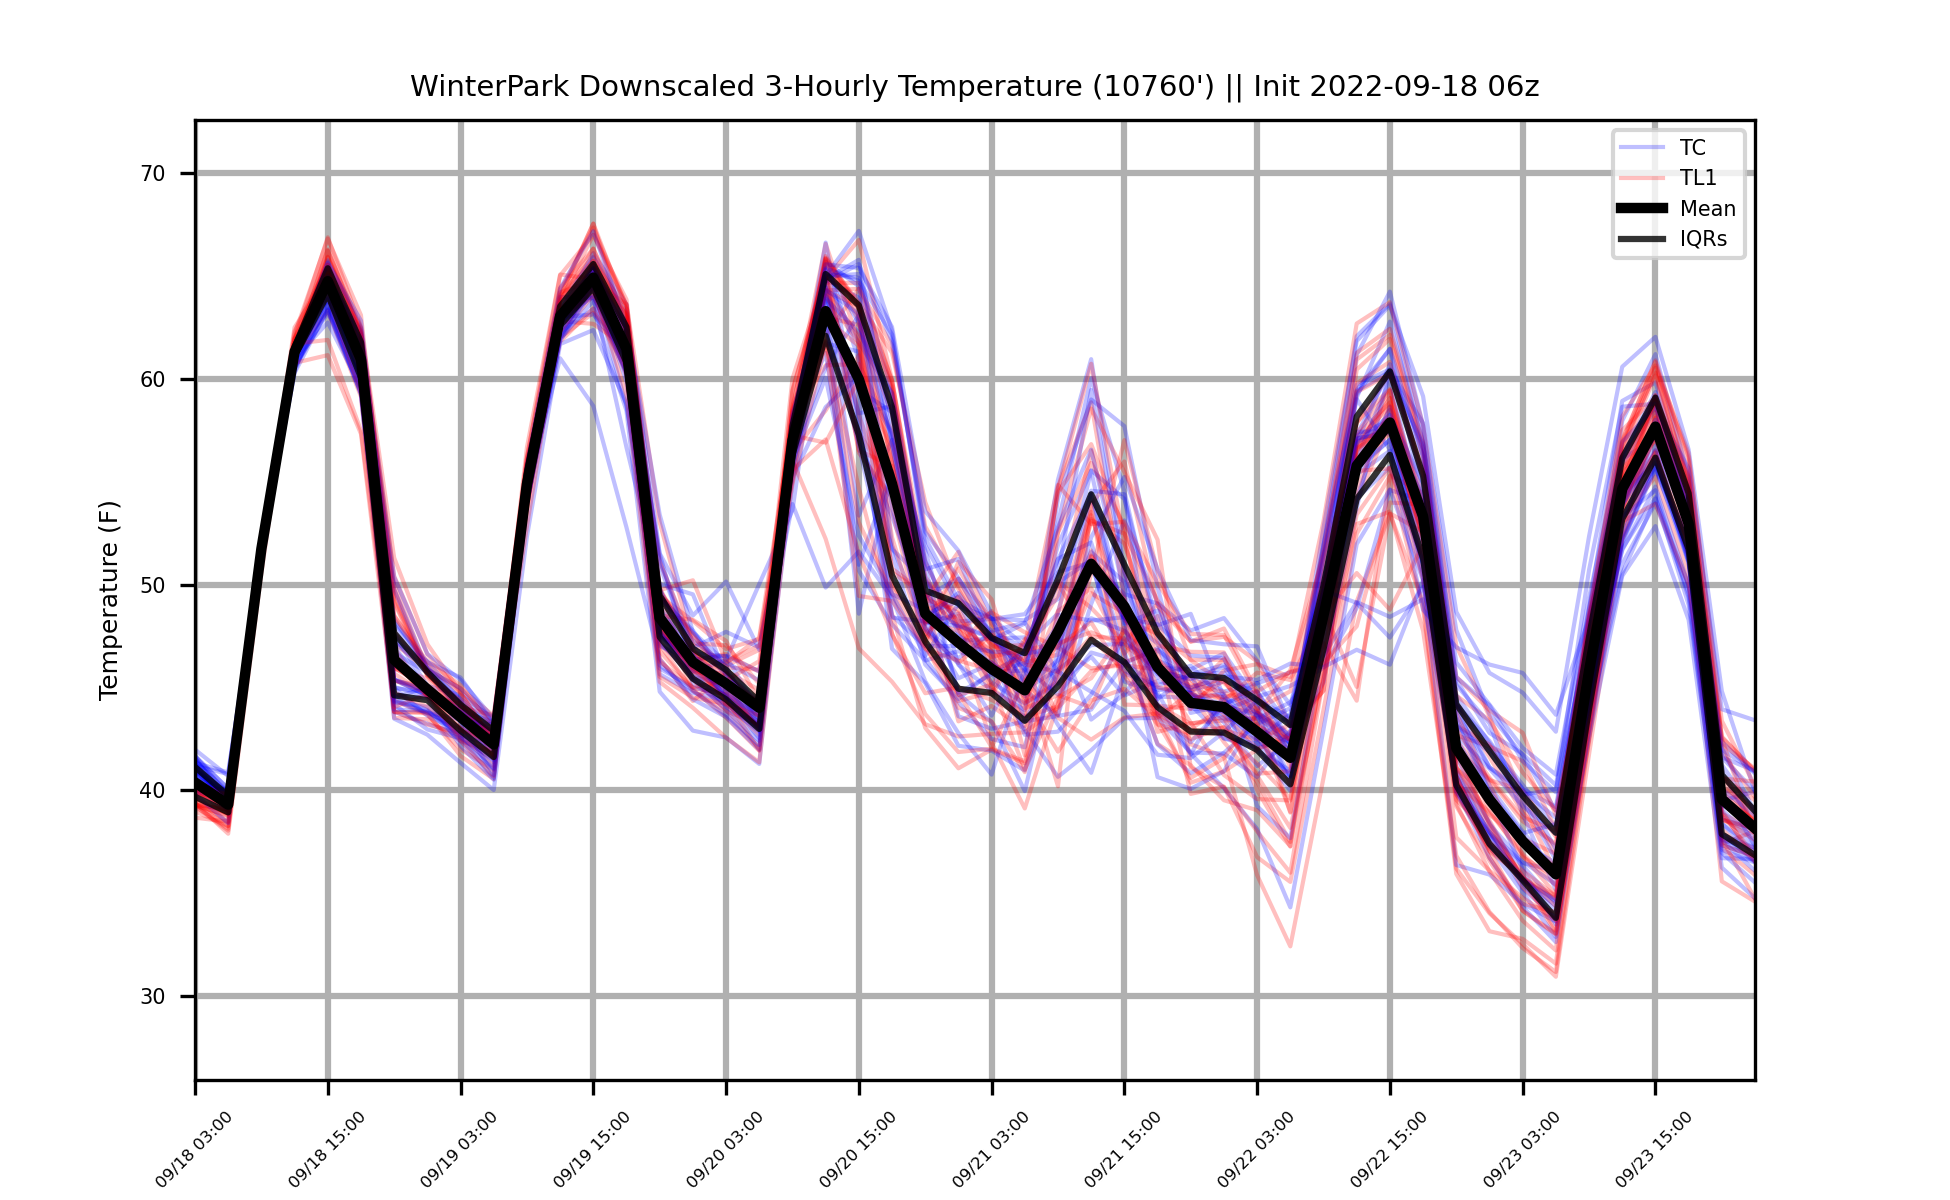 WinterPark Downscaled 3-Hourly Temperature (10760') || Init 2022-09-18 06z
TC
TL1
Mean
IQRs
Temperature (F)
70
60
50
40
30
09/18 03:00
09/18 15:00
09/19 03:00
09/19 15:00
09/20 03:00
09/20 15:00
09/21 03:00
09/21 15:00
09/22 03:00
09/22 15:00
09/23 03:00
09/23 15:00